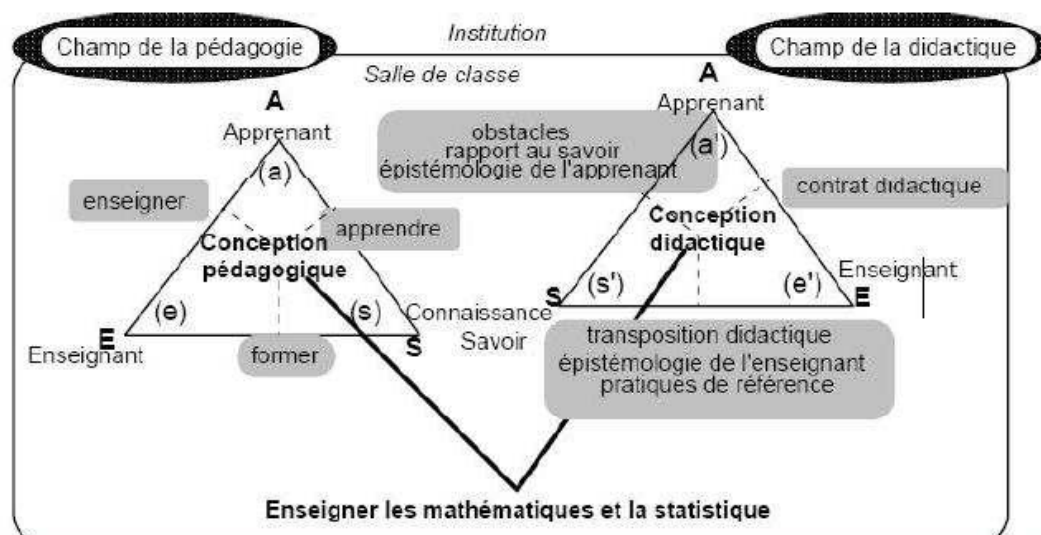 Champ de la pédagogie
Institution
Champ de la didactique
Salle de classe
A
Apprenant
(a)
enseigner
apprendre
Conception
pédagogique
(e)
(s)
E
S
Enseignant
former
Connaissance
Savoir
A
Apprenant
(a')
obstacles
rapport au savoir
épistémologie de l'apprenant
contrat didactique
Conception
didactique
Enseignant
S
(s')
(e')
E
transposition didactique
épistémologie de l'enseignant
pratiques de référence
Enseigner les mathématiques et la statistique